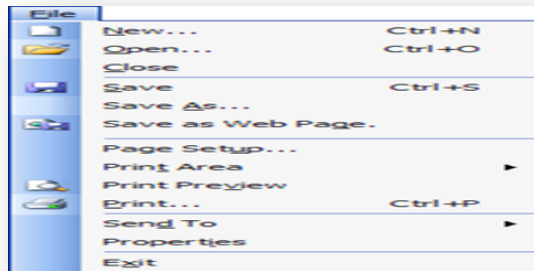 File
New... Ctrl+N
Open... Ctrl+O
Close
Save Ctrl+S
Save As...
Save as Web Page.
Page Setup...
Print Area
Print Preview
Print... Ctrl+P
Send To
Properties
Exit